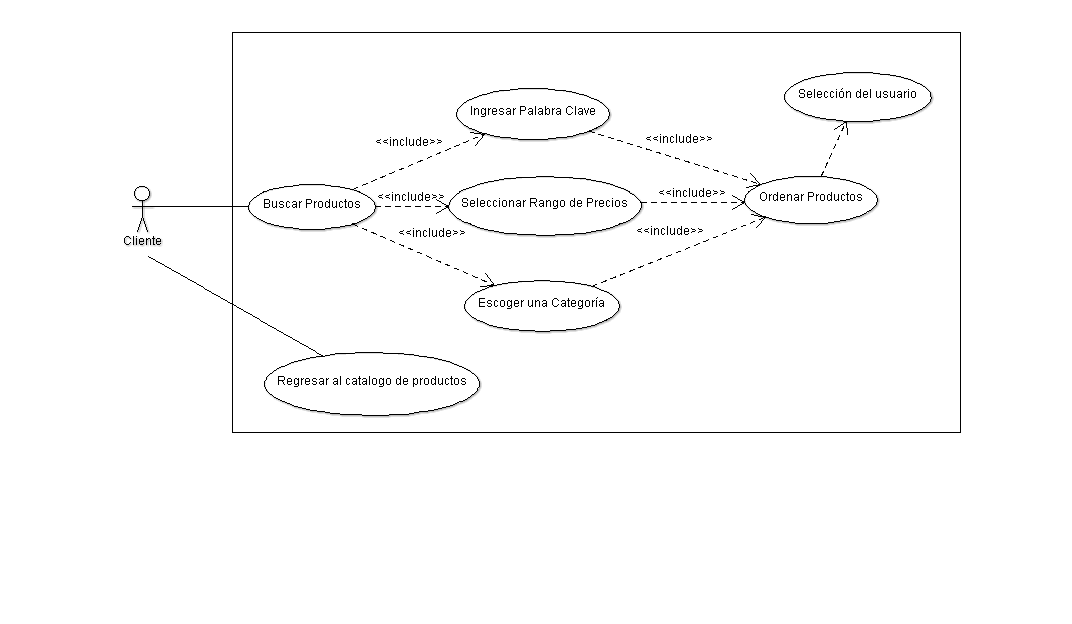 Selección del usuario
Ingresar Palabra Clave
<<include>>
<<include>>
Buscar Productos
<<include>>
Seleccionar Rango de Precios
<<include>>
Ordenar Productos
<<include>>
<<include>>
Cliente
Escoger una Categoría
Regresar al catalogo de productos